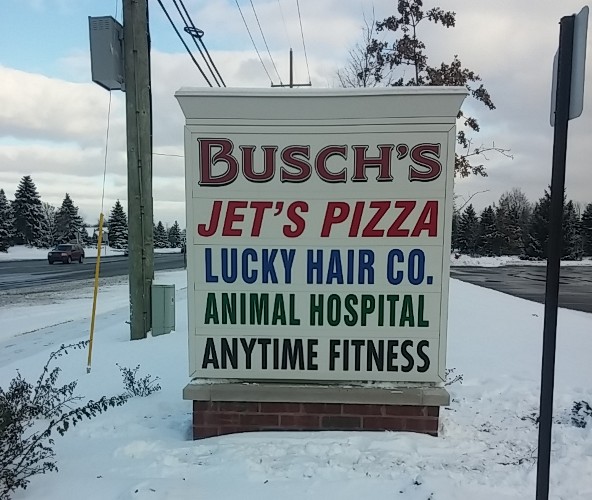 BUSCH'S
JET'S PIZZA
LUCKY HAIR CO.
ANIMAL HOSPITAL
ANYTIME FITNESS